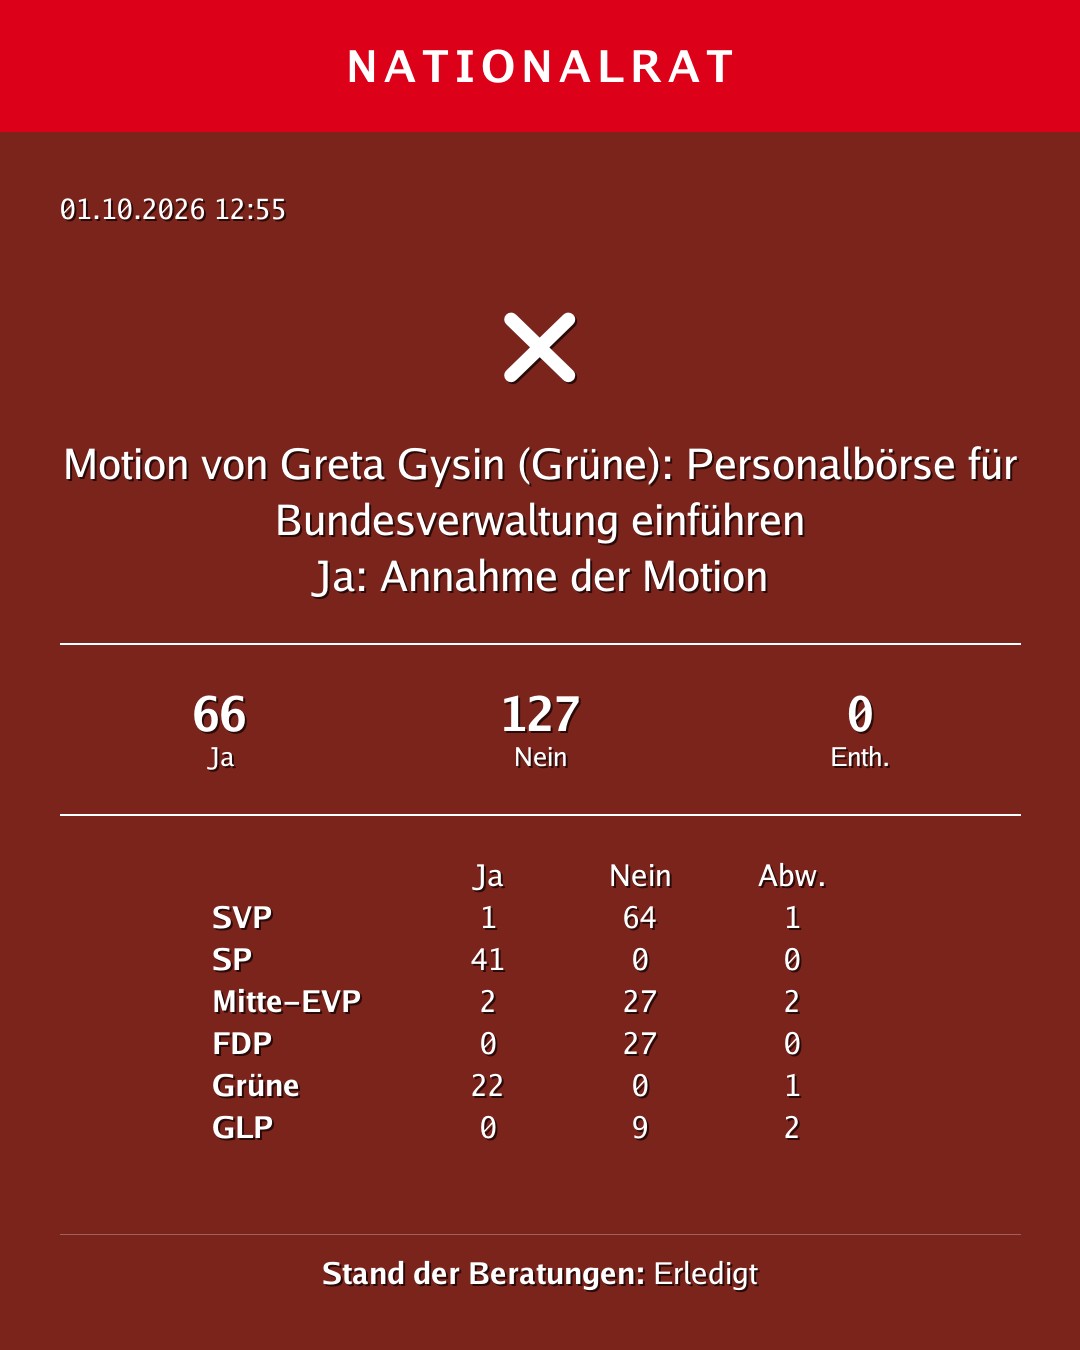 NATIONALRAT
01.10.2026 12:55
Motion von Greta Gysin (Grüne): Personalbörse für
Bundesverwaltung einführen
Ja: Annahme der Motion
66 127 0
Ja Nein Enth.
Ja Nein Abw.
SVP 1 64 1
SP 41 0 0
Mitte-EVP 2 27 2
FDP 0 27 0
Grüne 22 0 1
GLP 0 9 2
Stand der Beratungen: Erledigt